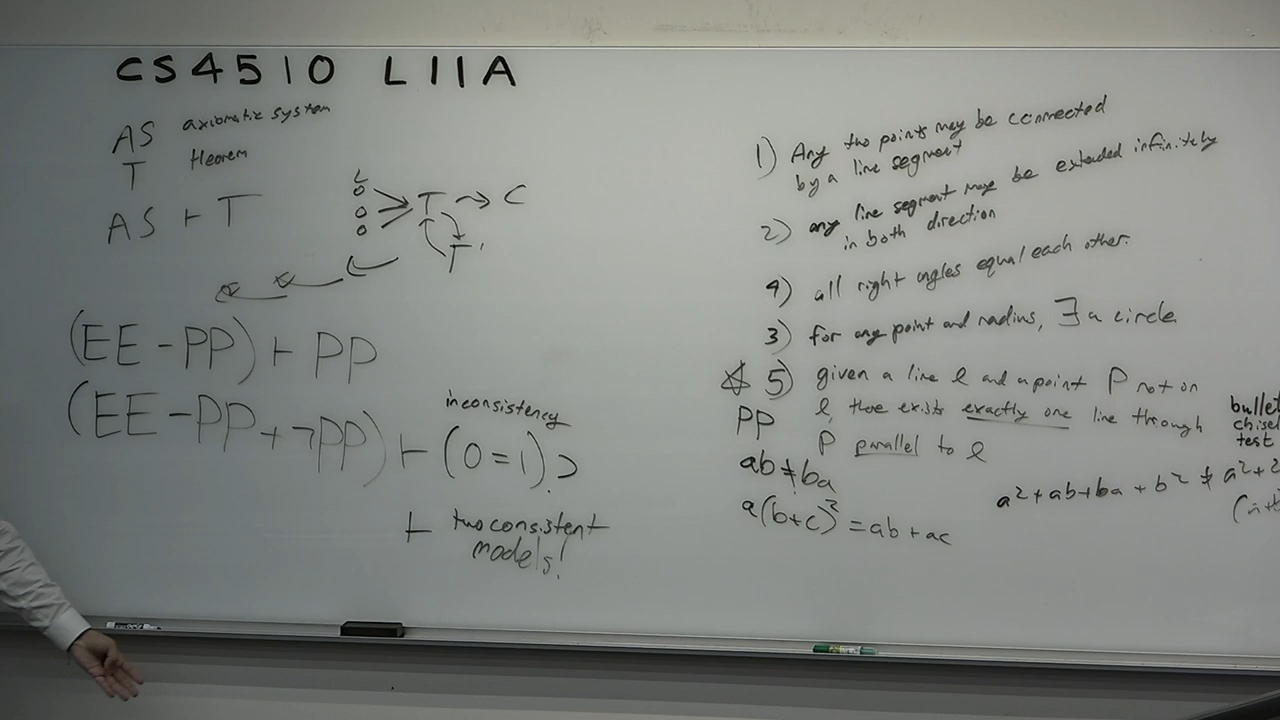 CS4510 L11A
AS axiomatic system
T theorem
AS ⊢ T
T → C
T'
(EE - PP) ⊢ PP
(EE - PP + ¬PP) ⊢ (0=1)?
inconsistency
⊢ two consistent
models!
1) Any two points may be connected
by a line segment
2) any line segment may be extended infinitely
in both direction
4) all right angles equal each other.
3) for any point and radius, ∃ a circle
☆ 5) given a line l and a point P not on
PP l, there exists exactly one line through
P parallel to l
ab ≠ ba
a(b+c)² = ab + ac
bullet
chisel
test
a² + ab + ba + b² ≠ a² + 2